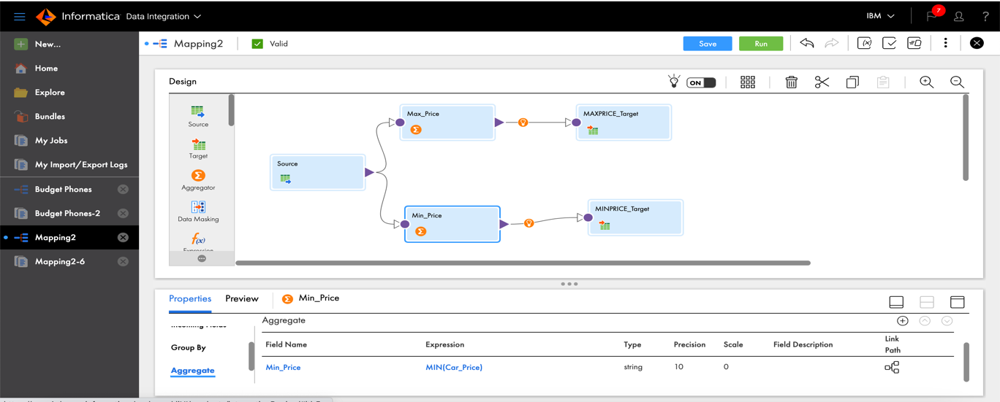 Informatica Data Integration
IBM
7
?
New...
Home
Explore
Bundles
My Jobs
My Import/Export Logs
Budget Phones
Budget Phones-2
Mapping2
Mapping2-6
Mapping2
Valid
Save
Run
Design
ON
Source
Target
Aggregator
Data Masking
f(x)
Expression
Source
Max_Price
MAXPRICE_Target
Min_Price
MINPRICE_Target
Properties
Preview
Min_Price
Incoming Fields
Group By
Aggregate
Aggregate
Field Name Expression Type Precision Scale Field Description Link Path
Min_Price MIN(Car_Price) string 10 0